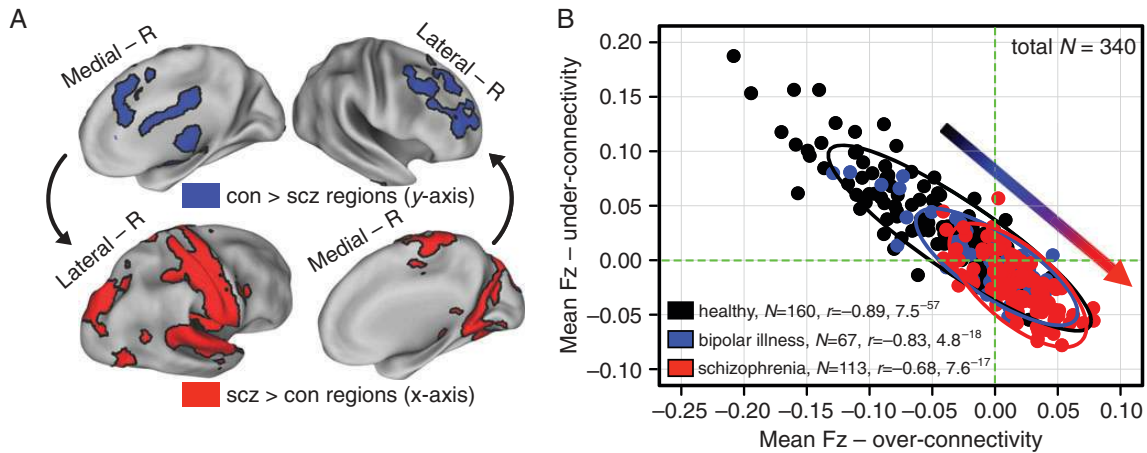 A
Medial – R
Lateral – R
con > scz regions (y-axis)
Lateral – R
Medial – R
scz > con regions (x-axis)
B
Mean Fz – under-connectivity
0.20
0.15
0.10
0.05
0.00
−0.05
−0.10
total N = 340
healthy, N=160, r=−0.89, 7.5⁻⁵⁷
bipolar illness, N=67, r=−0.83, 4.8⁻¹⁸
schizophrenia, N=113, r=−0.68, 7.6⁻¹⁷
−0.25 −0.20 −0.15 −0.10 −0.05 0.00 0.05 0.10
Mean Fz – over-connectivity